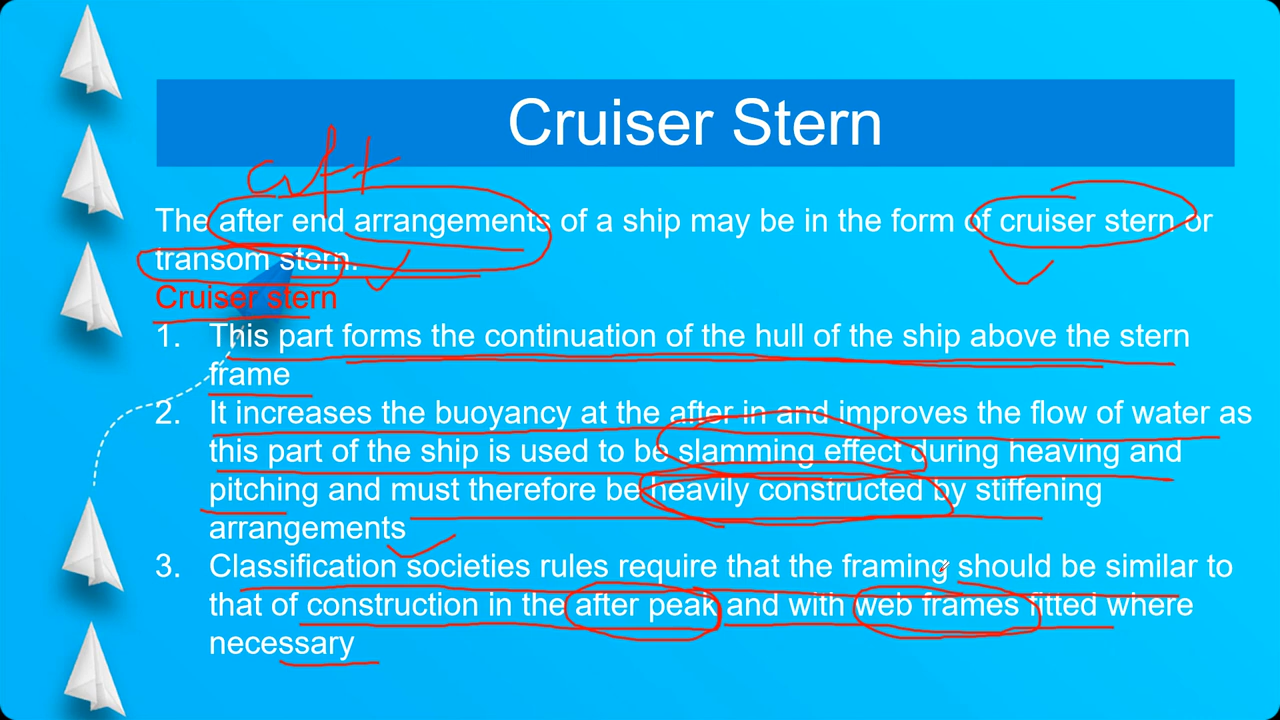 Cruiser Stern
aft
The after end arrangements of a ship may be in the form of cruiser stern or
transom stern.
Cruiser stern
1. This part forms the continuation of the hull of the ship above the stern
frame
2. It increases the buoyancy at the after in and improves the flow of water as
this part of the ship is used to be slamming effect during heaving and
pitching and must therefore be heavily constructed by stiffening
arrangements
3. Classification societies rules require that the framing should be similar to
that of construction in the after peak and with web frames fitted where
necessary